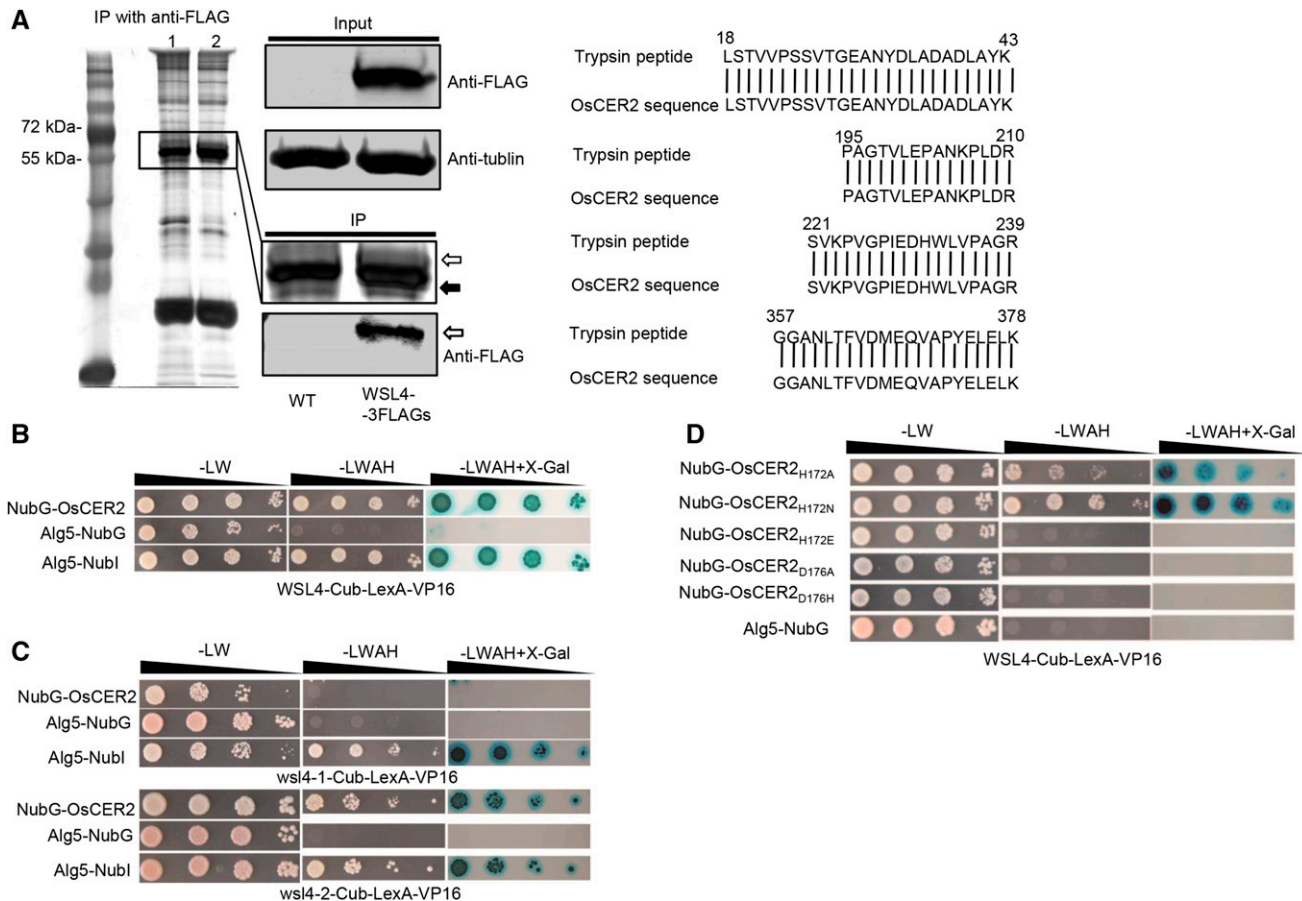 A
IP with anti-FLAG
1 2
72 kDa-
55 kDa-
Input
Anti-FLAG
Anti-tublin
IP
Anti-FLAG
WT
WSL4-
-3FLAGs
18 43
Trypsin peptide LSTVVPSSVTGEANYDLADADLAYK
OsCER2 sequence LSTVVPSSVTGEANYDLADADLAYK
195 210
Trypsin peptide PAGTVLEPANKPLDR
OsCER2 sequence PAGTVLEPANKPLDR
221 239
Trypsin peptide SVKPVGPIEDHWLVPAGR
OsCER2 sequence SVKPVGPIEDHWLVPAGR
357 378
Trypsin peptide GGANLTFVDMEQVAPYELELK
OsCER2 sequence GGANLTFVDMEQVAPYELELK
B
-LW -LWAH -LWAH+X-Gal
NubG-OsCER2
Alg5-NubG
Alg5-NubI
WSL4-Cub-LexA-VP16
C
-LW -LWAH -LWAH+X-Gal
NubG-OsCER2
Alg5-NubG
Alg5-NubI
wsl4-1-Cub-LexA-VP16
NubG-OsCER2
Alg5-NubG
Alg5-NubI
wsl4-2-Cub-LexA-VP16
D
-LW -LWAH -LWAH+X-Gal
NubG-OsCER2H172A
NubG-OsCER2H172N
NubG-OsCER2H172E
NubG-OsCER2D176A
NubG-OsCER2D176H
Alg5-NubG
WSL4-Cub-LexA-VP16